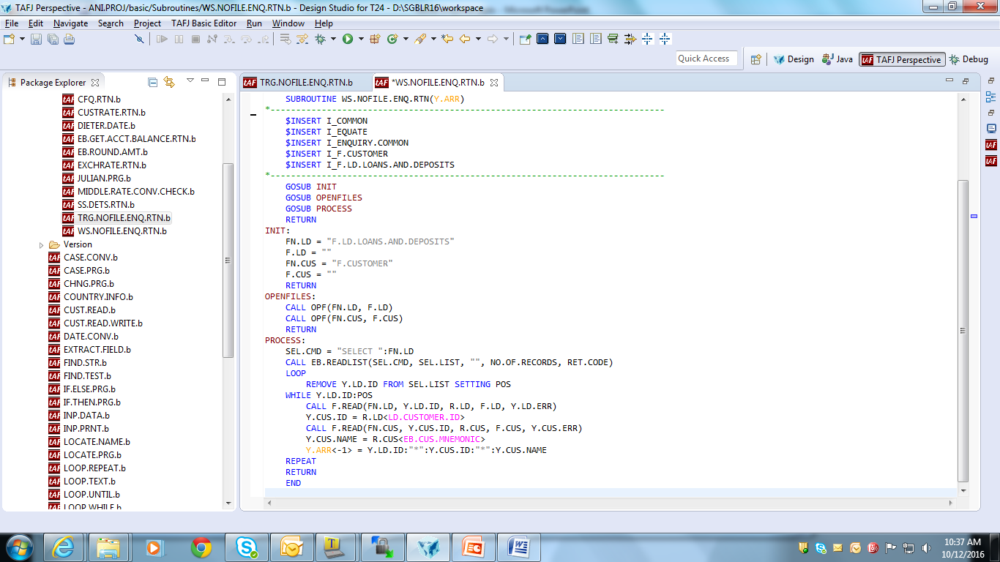 TAFJ Perspective - ANI.PROJ/basic/Subroutines/WS.NOFILE.ENQ.RTN.b - Design Studio for T24 - D:\SGBLR16\workspace
File Edit Navigate Search Project TAFJ Basic Editor Run Window Help
Quick Access
Design
Java
TAFJ Perspective
Debug
Package Explorer
CFQ.RTN.b
CUSTRATE.RTN.b
DIETER.DATE.b
EB.GET.ACCT.BALANCE.RTN.b
EB.ROUND.AMT.b
EXCHRATE.RTN.b
JULIAN.PRG.b
MIDDLE.RATE.CONV.CHECK.b
SS.DETS.RTN.b
TRG.NOFILE.ENQ.RTN.b
WS.NOFILE.ENQ.RTN.b
Version
CASE.CONV.b
CASE.PRG.b
CHNG.PRG.b
COUNTRY.INFO.b
CUST.READ.b
CUST.READ.WRITE.b
DATE.CONV.b
EXTRACT.FIELD.b
FIND.STR.b
FIND.TEST.b
IF.ELSE.PRG.b
IF.THEN.PRG.b
INP.DATA.b
INP.PRNT.b
LOCATE.NAME.b
LOCATE.PRG.b
LOOP.REPEAT.b
LOOP.TEXT.b
LOOP.UNTIL.b
LOOP.WHILE.b
TRG.NOFILE.ENQ.RTN.b
*WS.NOFILE.ENQ.RTN.b
SUBROUTINE WS.NOFILE.ENQ.RTN(Y.ARR)
*-----------------------------------------------------------------------------
$INSERT I_COMMON
$INSERT I_EQUATE
$INSERT I_ENQUIRY.COMMON
$INSERT I_F.CUSTOMER
$INSERT I_F.LD.LOANS.AND.DEPOSITS
*-----------------------------------------------------------------------------
GOSUB INIT
GOSUB OPENFILES
GOSUB PROCESS
RETURN
INIT:
FN.LD = "F.LD.LOANS.AND.DEPOSITS"
F.LD = ""
FN.CUS = "F.CUSTOMER"
F.CUS = ""
RETURN
OPENFILES:
CALL OPF(FN.LD, F.LD)
CALL OPF(FN.CUS, F.CUS)
RETURN
PROCESS:
SEL.CMD = "SELECT ":FN.LD
CALL EB.READLIST(SEL.CMD, SEL.LIST, "", NO.OF.RECORDS, RET.CODE)
LOOP
REMOVE Y.LD.ID FROM SEL.LIST SETTING POS
WHILE Y.LD.ID:POS
CALL F.READ(FN.LD, Y.LD.ID, R.LD, F.LD, Y.LD.ERR)
Y.CUS.ID = R.LD<LD.CUSTOMER.ID>
CALL F.READ(FN.CUS, Y.CUS.ID, R.CUS, F.CUS, Y.CUS.ERR)
Y.CUS.NAME = R.CUS<EB.CUS.MNEMONIC>
Y.ARR<-1> = Y.LD.ID:"*":Y.CUS.ID:"*":Y.CUS.NAME
REPEAT
RETURN
END
10:37 AM
10/12/2016